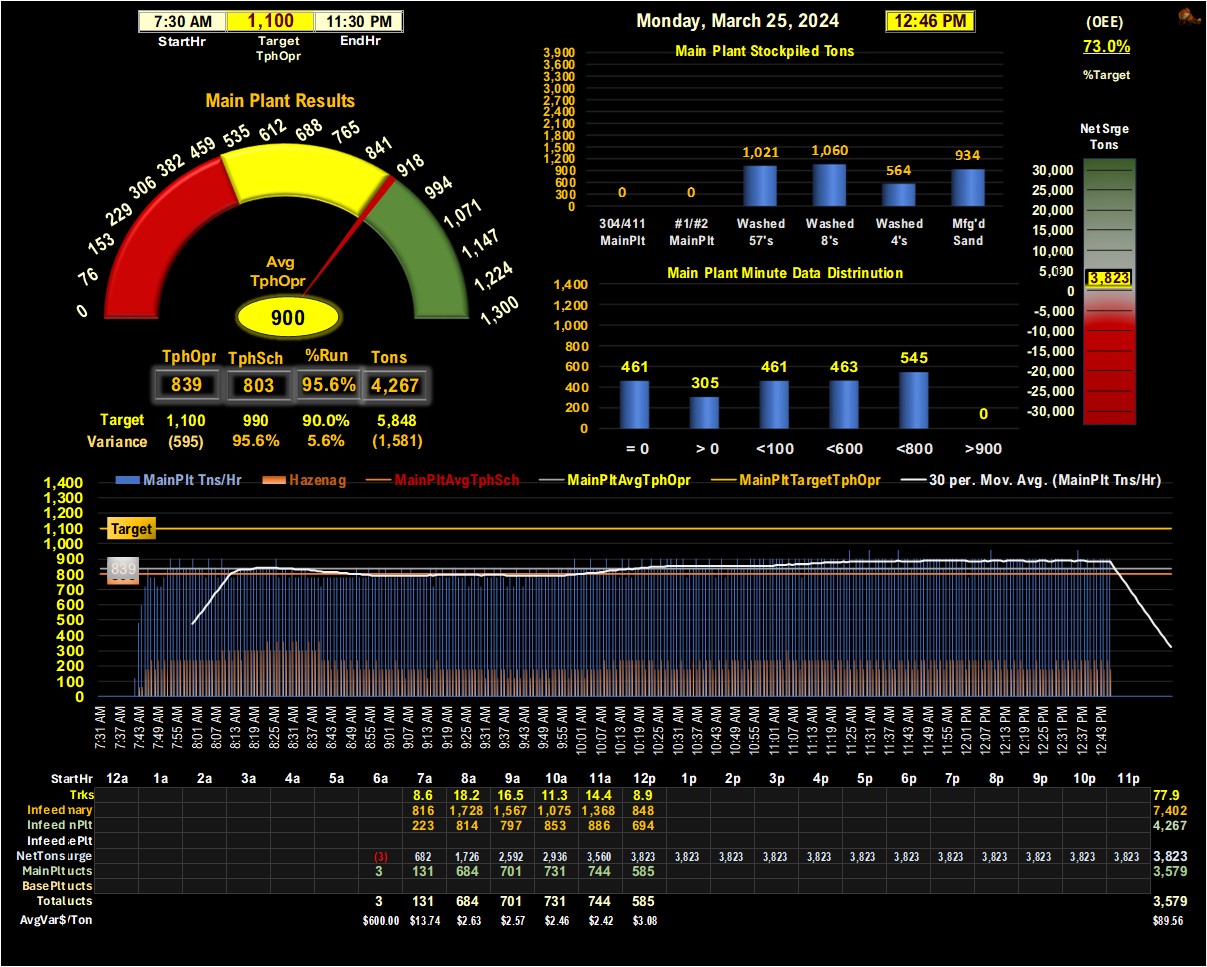 7:30 AM 1,100 11:30 PM
StartHr Target TphOpr EndHr
Monday, March 25, 2024 12:46 PM
(OEE)
73.0%
%Target
Main Plant Results
0 76 153 229 306 382 459 535 612 688 765 841 918 994 1,071 1,147 1,224 1,300
Avg
TphOpr
900
TphOpr TphSch %Run Tons
839 803 95.6% 4,267
Target 1,100 990 90.0% 5,848
Variance (595) 95.6% 5.6% (1,581)
Main Plant Stockpiled Tons
3,900
3,600
3,300
3,000
2,700
2,400
2,100
1,800
1,500
1,200
900
600
300
0
0 0 1,021 1,060 564 934
304/411 #1/#2 Washed Washed Washed Mfg'd
MainPlt MainPlt 57's 8's 4's Sand
Main Plant Minute Data Distrinution
1,400
1,200
1,000
800
600
400
200
0
461 305 461 463 545 0
= 0 > 0 <100 <600 <800 >900
Net Srge
Tons
30,000
25,000
20,000
15,000
10,000
5,000
0
-5,000
-10,000
-15,000
-20,000
-25,000
-30,000
3,823
MainPlt Tns/Hr Hazenag MainPltAvgTphSch MainPltAvgTphOpr MainPltTargetTphOpr 30 per. Mov. Avg. (MainPlt Tns/Hr)
1,400
1,300
1,200
1,100
1,000
900
800
700
600
500
400
300
200
100
0
Target
839
7:31 AM 7:37 AM 7:43 AM 7:49 AM 7:55 AM 8:01 AM 8:07 AM 8:13 AM 8:19 AM 8:25 AM 8:31 AM 8:37 AM 8:43 AM 8:49 AM 8:55 AM 9:01 AM 9:07 AM 9:13 AM 9:19 AM 9:25 AM 9:31 AM 9:37 AM 9:43 AM 9:49 AM 9:55 AM 10:01 AM 10:07 AM 10:13 AM 10:19 AM 10:25 AM 10:31 AM 10:37 AM 10:43 AM 10:49 AM 10:55 AM 11:01 AM 11:07 AM 11:13 AM 11:19 AM 11:25 AM 11:31 AM 11:37 AM 11:43 AM 11:49 AM 11:55 AM 12:01 PM 12:07 PM 12:13 PM 12:19 PM 12:25 PM 12:31 PM 12:37 PM 12:43 PM
StartHr 12a 1a 2a 3a 4a 5a 6a 7a 8a 9a 10a 11a 12p 1p 2p 3p 4p 5p 6p 7p 8p 9p 10p 11p
Trks 8.6 18.2 16.5 11.3 14.4 8.9 77.9
Infeed nary 816 1,728 1,567 1,075 1,368 848 7,402
Infeed nPlt 223 814 797 853 886 694 4,267
Infeed ePlt
NetTons urge (3) 682 1,726 2,592 2,936 3,560 3,823 3,823 3,823 3,823 3,823 3,823 3,823 3,823 3,823 3,823 3,823 3,823 3,823
MainPlt ucts 3 131 684 701 731 744 585 3,579
BasePlt ucts
Total ucts 3 131 684 701 731 744 585 3,579
AvgVar$/Ton $600.00 $13.74 $2.63 $2.57 $2.46 $2.42 $3.08 $89.56